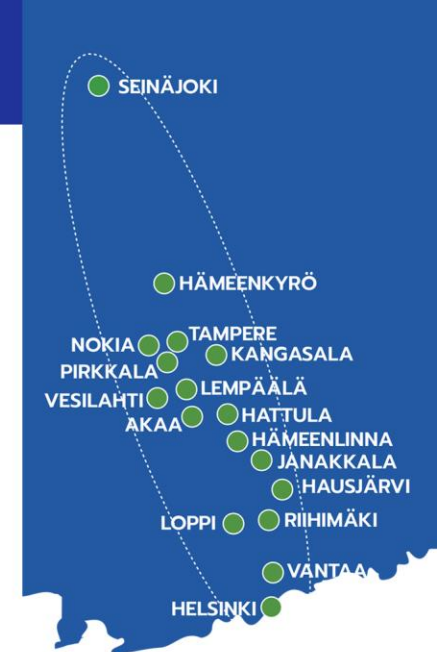 SEINÄJOKI
HÄMEENKYRÖ
TAMPERE
NOKIA
KANGASALA
PIRKKALA
LEMPÄÄLÄ
VESILAHTI
HATTULA
AKAA
HÄMEENLINNA
JANAKKALA
HAUSJÄRVI
LOPPI
RIIHIMÄKI
VANTAA
HELSINKI